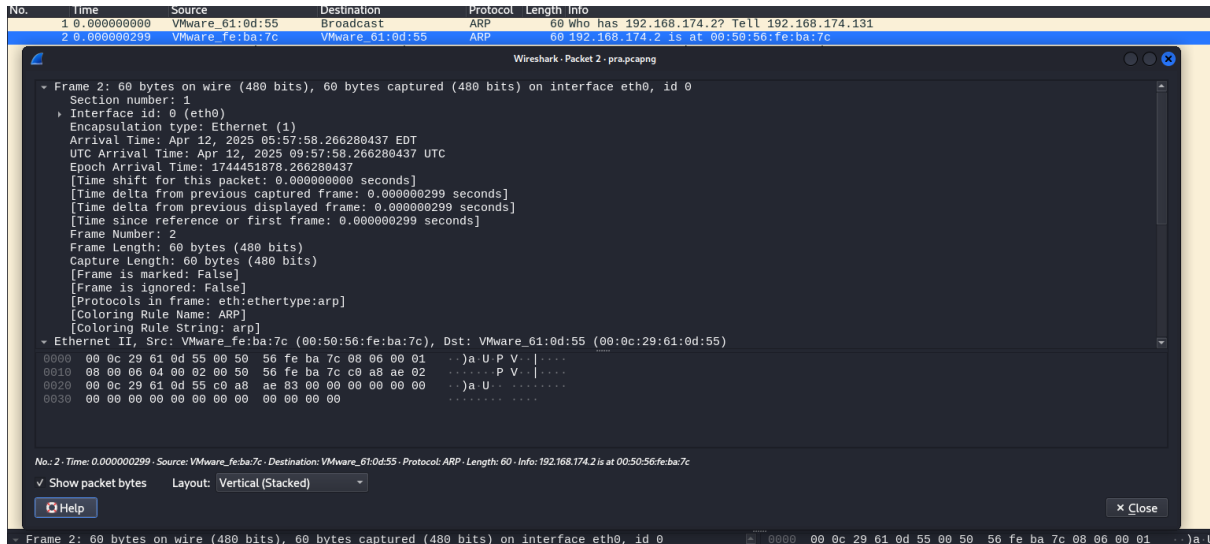 No. Time Source Destination Protocol Length Info
1 0.000000000 VMware_61:0d:55 Broadcast ARP 60 Who has 192.168.174.2? Tell 192.168.174.131
2 0.000000299 VMware_fe:ba:7c VMware_61:0d:55 ARP 60 192.168.174.2 is at 00:50:56:fe:ba:7c
Wireshark · Packet 2 · pra.pcapng
Frame 2: 60 bytes on wire (480 bits), 60 bytes captured (480 bits) on interface eth0, id 0
Section number: 1
Interface id: 0 (eth0)
Encapsulation type: Ethernet (1)
Arrival Time: Apr 12, 2025 05:57:58.266280437 EDT
UTC Arrival Time: Apr 12, 2025 09:57:58.266280437 UTC
Epoch Arrival Time: 1744451878.266280437
[Time shift for this packet: 0.000000000 seconds]
[Time delta from previous captured frame: 0.000000299 seconds]
[Time delta from previous displayed frame: 0.000000299 seconds]
[Time since reference or first frame: 0.000000299 seconds]
Frame Number: 2
Frame Length: 60 bytes (480 bits)
Capture Length: 60 bytes (480 bits)
[Frame is marked: False]
[Frame is ignored: False]
[Protocols in frame: eth:ethertype:arp]
[Coloring Rule Name: ARP]
[Coloring Rule String: arp]
Ethernet II, Src: VMware_fe:ba:7c (00:50:56:fe:ba:7c), Dst: VMware_61:0d:55 (00:0c:29:61:0d:55)
0000 00 0c 29 61 0d 55 00 50 56 fe ba 7c 08 06 00 01 ··)a·U·P V··|····
0010 08 00 06 04 00 02 00 50 56 fe ba 7c c0 a8 ae 02 ·······P V··|····
0020 00 0c 29 61 0d 55 c0 a8 ae 83 00 00 00 00 00 00 ··)a·U·· ········
0030 00 00 00 00 00 00 00 00 00 00 00 00 ········ ····
No.: 2 · Time: 0.000000299 · Source: VMware_fe:ba:7c · Destination: VMware_61:0d:55 · Protocol: ARP · Length: 60 · Info: 192.168.174.2 is at 00:50:56:fe:ba:7c
Show packet bytes Layout: Vertical (Stacked)
Help × Close
Frame 2: 60 bytes on wire (480 bits), 60 bytes captured (480 bits) on interface eth0, id 0 0000 00 0c 29 61 0d 55 00 50 56 fe ba 7c 08 06 00 01 ··)a·U